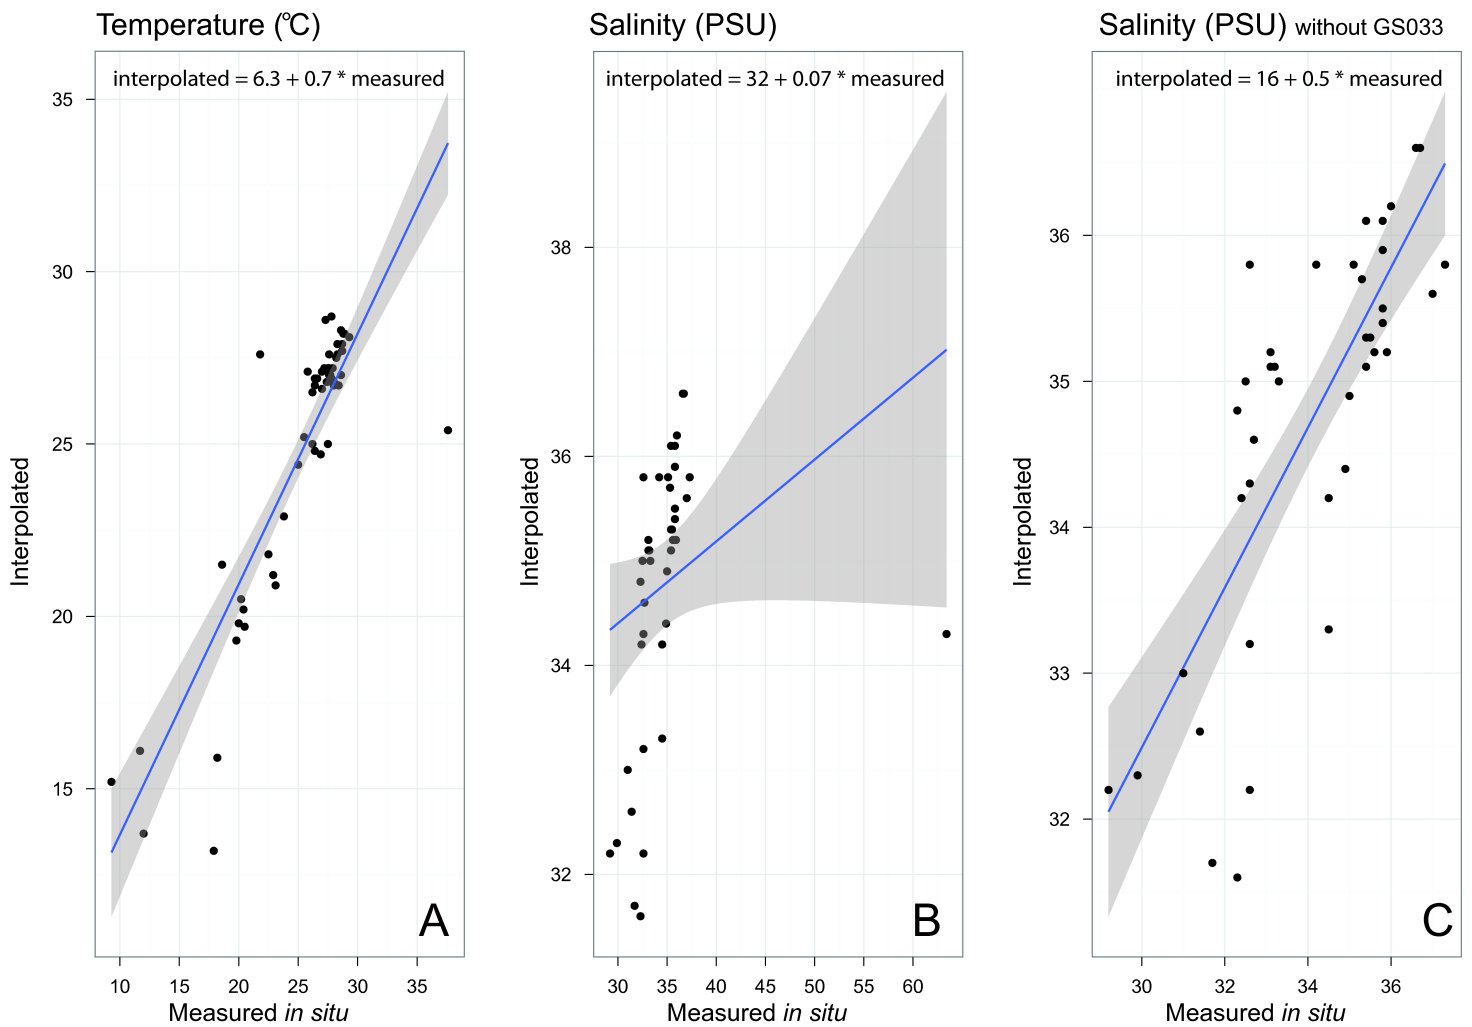 Temperature (°C)
interpolated = 6.3 + 0.7 * measured
35
30
25
20
15
Interpolated
A
10 15 20 25 30 35
Measured in situ
Salinity (PSU)
interpolated = 32 + 0.07 * measured
38
36
34
32
Interpolated
B
30 35 40 45 50 55 60
Measured in situ
Salinity (PSU) without GS033
interpolated = 16 + 0.5 * measured
36
35
34
33
32
Interpolated
C
30 32 34 36
Measured in situ